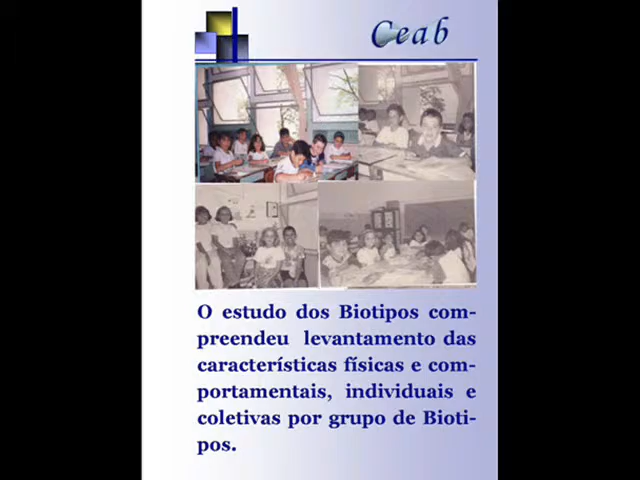 Ceab
O estudo dos Biotipos com-
preendeu levantamento das
características físicas e com-
portamentais, individuais e
coletivas por grupo de Bioti-
pos.